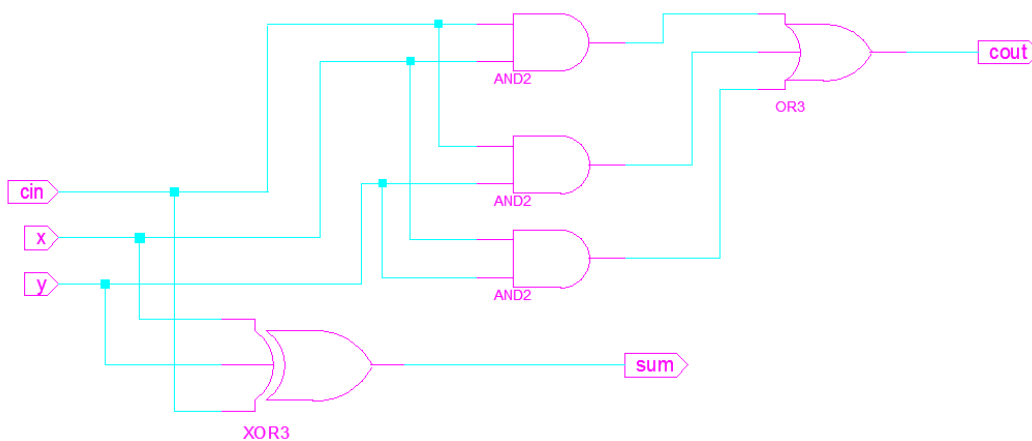 AND2
cout
OR3
cin
AND2
x
y
AND2
sum
XOR3